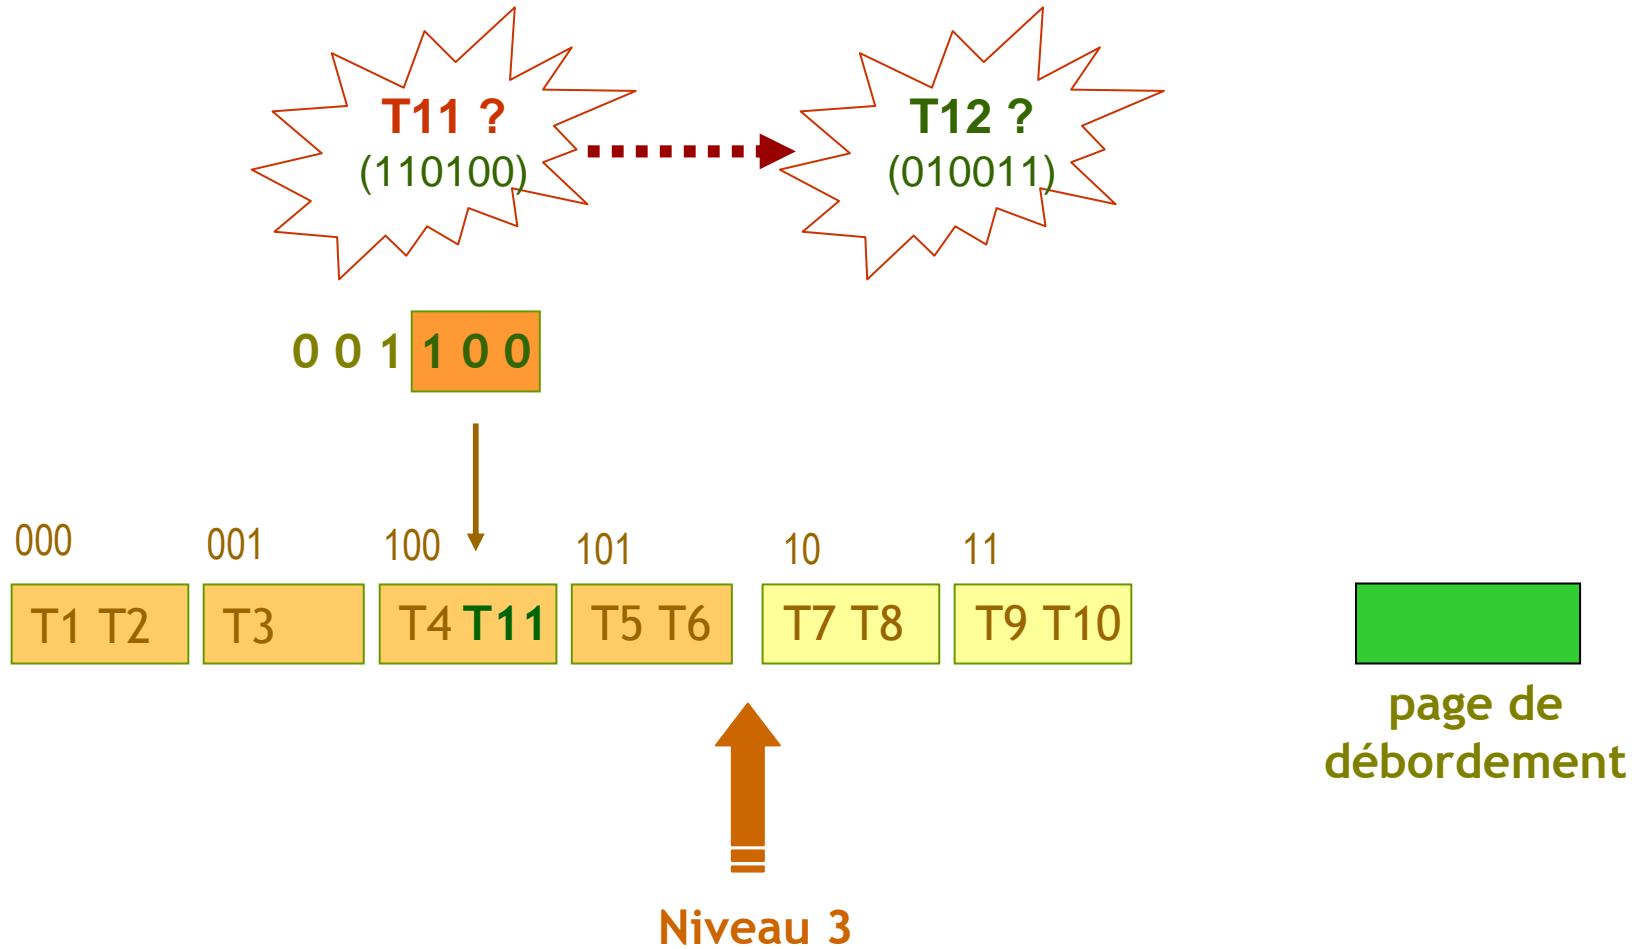 T11 ? T12 ?
(110100) (010011)
0 0 1 1 0 0
000 001 100 101 10 11
T1 T2 T3 T4 T11 T5 T6 T7 T8 T9 T10
page de
débordement
Niveau 3